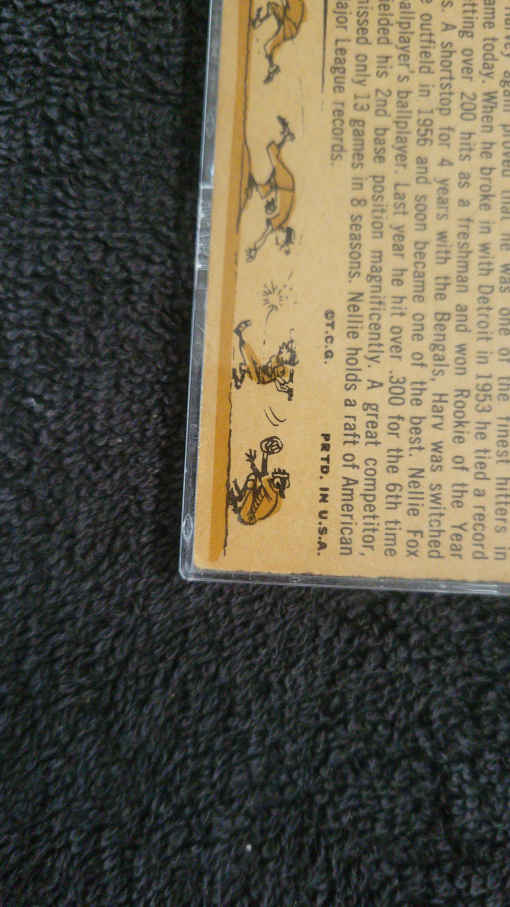 again proved that he was one of the finest hitters in
ame today. When he broke in with Detroit in 1953 he tied a record
tting over 200 hits as a freshman and won Rookie of the Year
s. A shortstop for 4 years with the Bengals, Harv was switched
e outfield in 1956 and soon became one of the best. Nellie Fox
allplayer's ballplayer. Last year he hit over .300 for the 6th time
ielded his 2nd base position magnificently. A great competitor,
issed only 13 games in 8 seasons. Nellie holds a raft of American
ajor League records.
©T.C.G. PRTD. IN U.S.A.